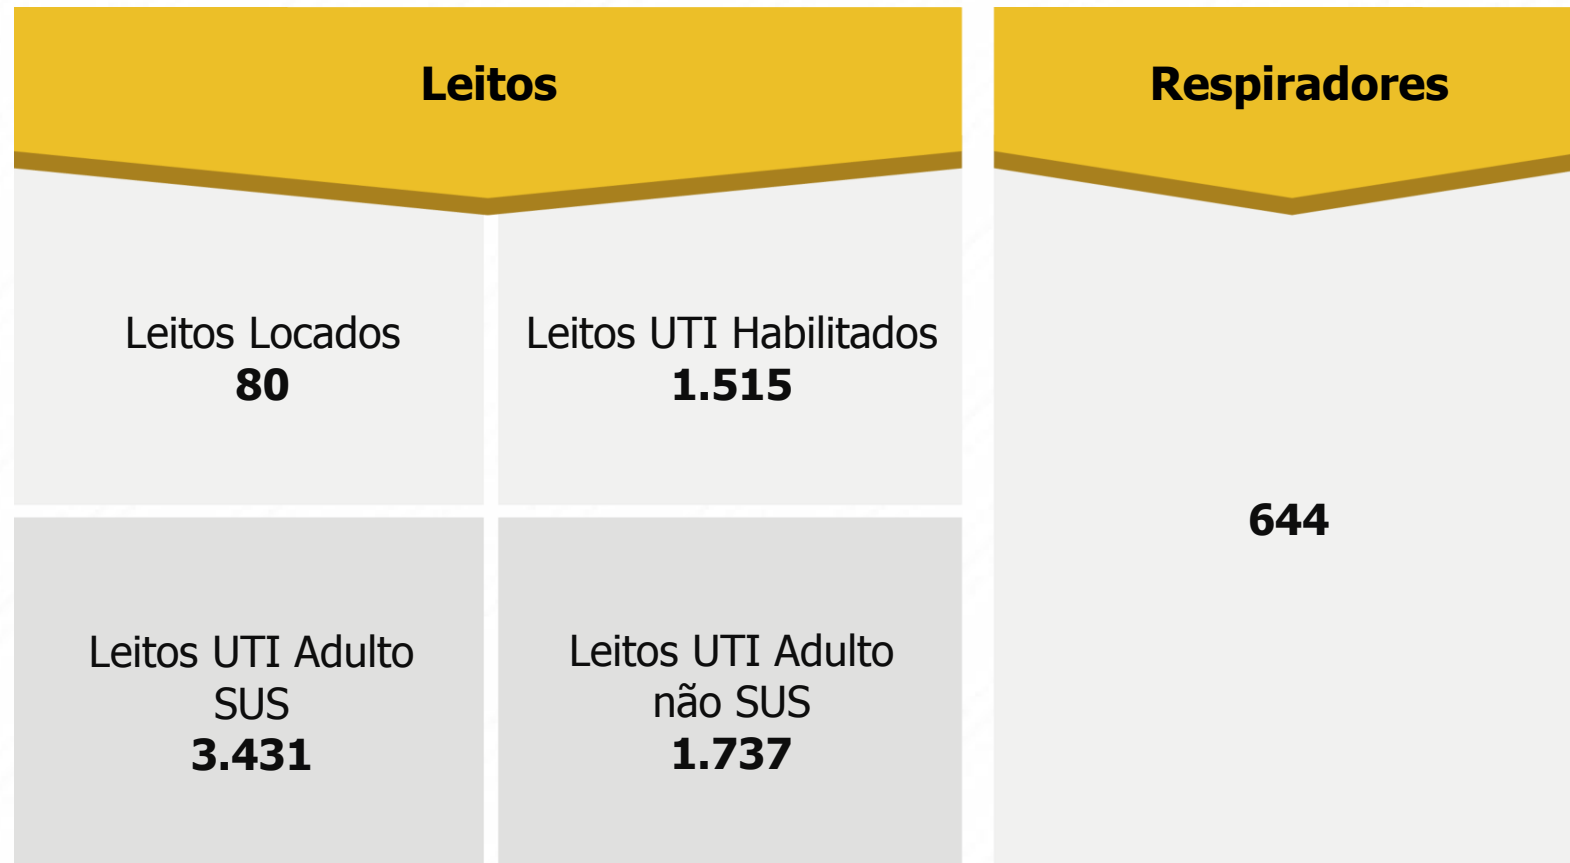 Leitos
Leitos Locados
80
Leitos UTI Habilitados
1.515
Leitos UTI Adulto
SUS
3.431
Leitos UTI Adulto
não SUS
1.737
Respiradores
644